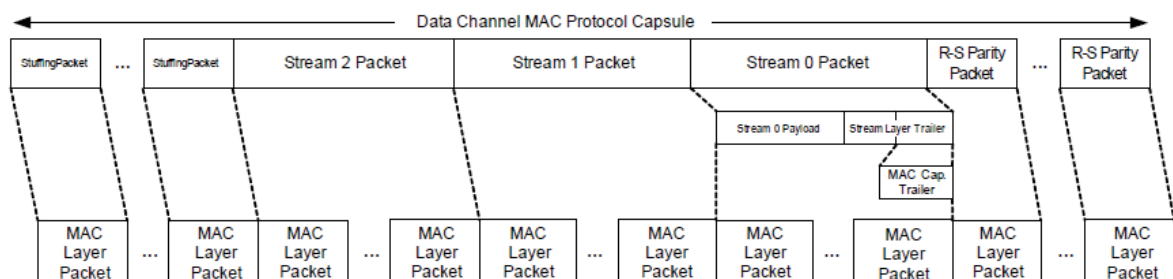 Data Channel MAC Protocol Capsule
StuffingPacket ... StuffingPacket Stream 2 Packet Stream 1 Packet Stream 0 Packet R-S Parity Packet ... R-S Parity Packet
Stream 0 Payload Stream Layer Trailer
MAC Cap.
Trailer
MAC MAC MAC MAC MAC MAC MAC MAC MAC MAC
Layer ... Layer Layer ... Layer Layer ... Layer Layer ... Layer Layer ... Layer
Packet Packet Packet Packet Packet Packet Packet Packet Packet Packet